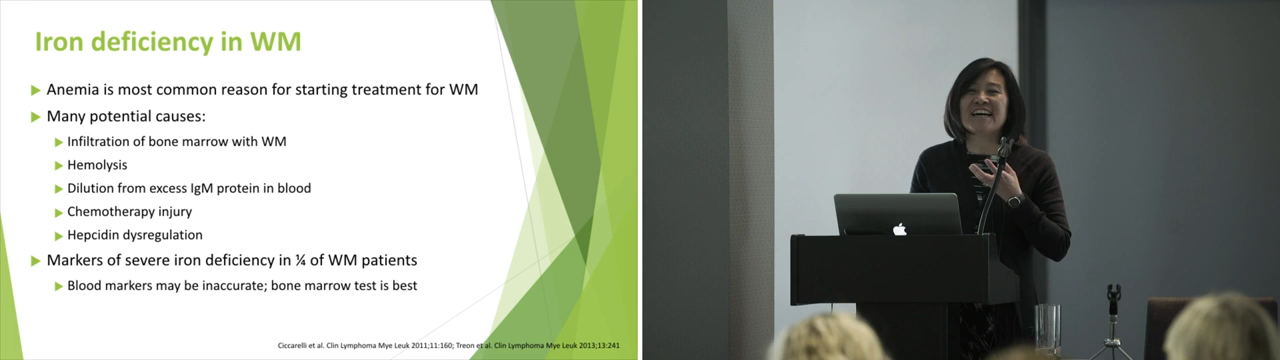 Iron deficiency in WM
Anemia is most common reason for starting treatment for WM
Many potential causes:
Infiltration of bone marrow with WM
Hemolysis
Dilution from excess IgM protein in blood
Chemotherapy injury
Hepcidin dysregulation
Markers of severe iron deficiency in ¼ of WM patients
Blood markers may be inaccurate; bone marrow test is best
Ciccarelli et al. Clin Lymphoma Mye Leuk 2011;11:160; Treon et al. Clin Lymphoma Mye Leuk 2013;13:241